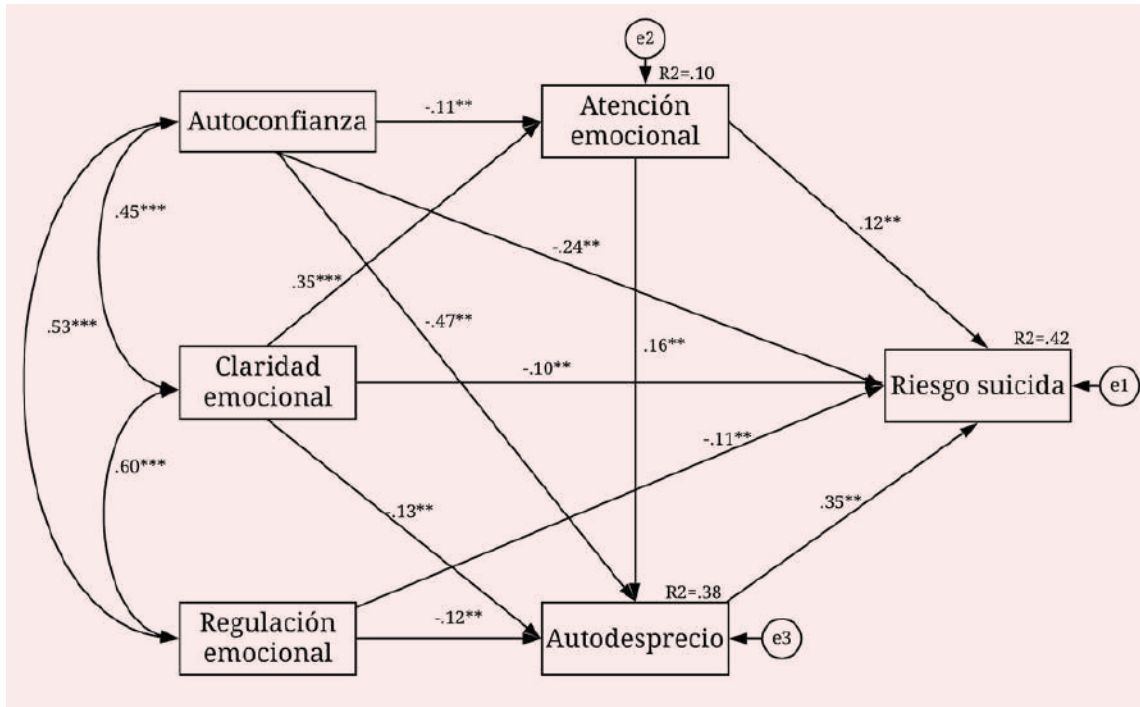 e2
R2=.10
Autoconfianza
-.11**
Atención
emocional
.45***
.12**
-.24**
.35***
-.47**
.53***
.16**
R2=.42
Claridad
emocional
-.10**
Riesgo suicida
e1
-.11**
.60***
-.13**
.35**
R2=.38
Regulación
emocional
-.12**
Autodesprecio
e3